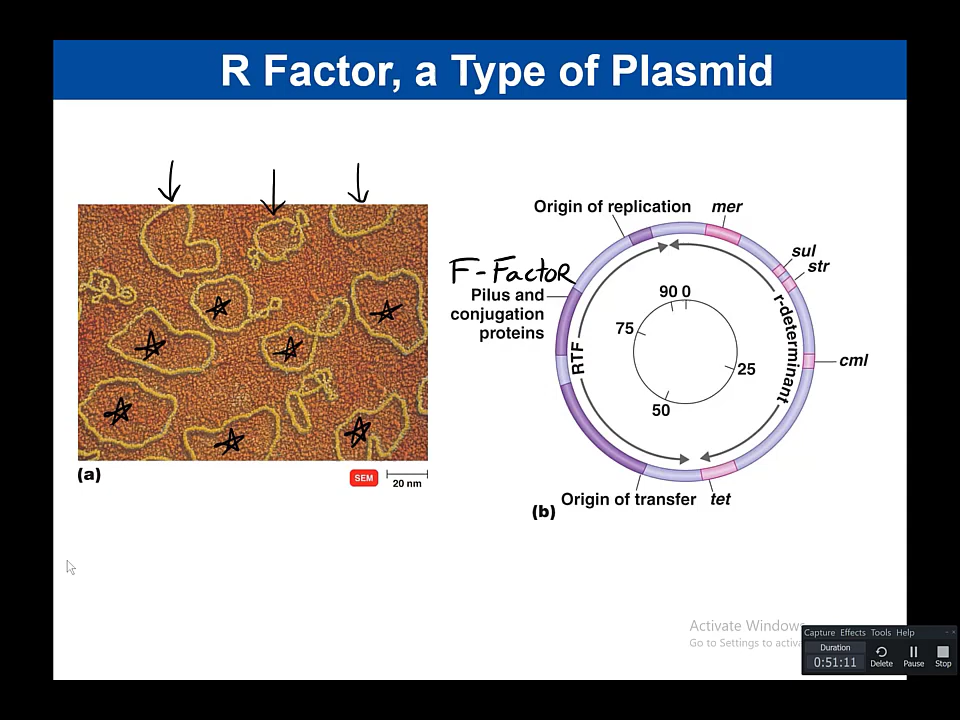 R Factor, a Type of Plasmid
Origin of replication
mer
sul
str
F-Factor
Pilus and
conjugation
proteins
90 0
75
25
50
RTF
r-determinant
cml
(a)
SEM
20 nm
Origin of transfer
tet
(b)
Activate Windows
Go to Settings to activ
Capture Effects Tools Help
Duration
0:51:11
Delete
Pause
Stop